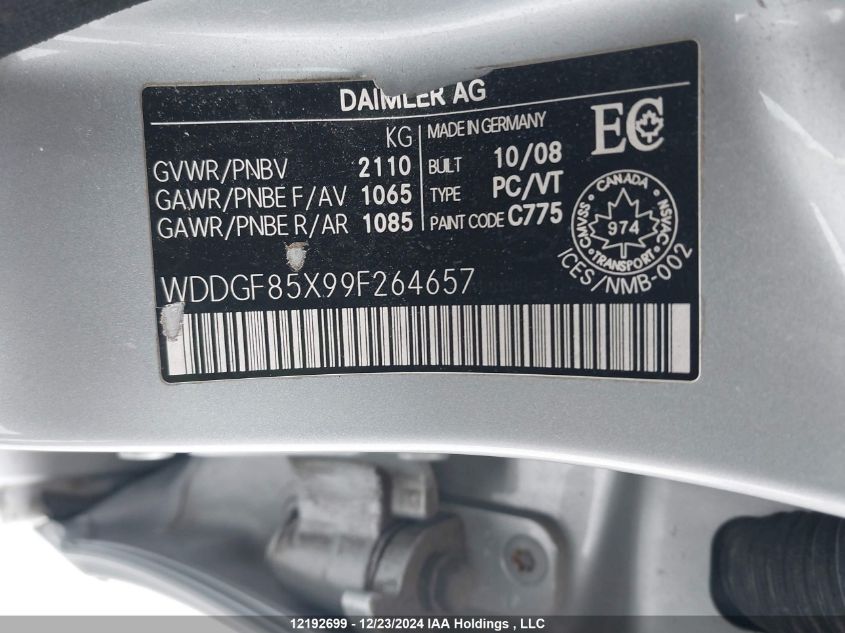 DAIMLER AG
KG
GVWR/PNBV 2110
GAWR/PNBE F/AV 1065
GAWR/PNBE R/AR 1085
MADE IN GERMANY
BUILT 10/08
TYPE PC/VT
PAINT CODE C775
EC
CANADA
CMVSS NSVAC
974
TRANSPORT
ICES/NMB-002
WDDGF85X99F264657
12192699 - 12/23/2024 IAA Holdings , LLC